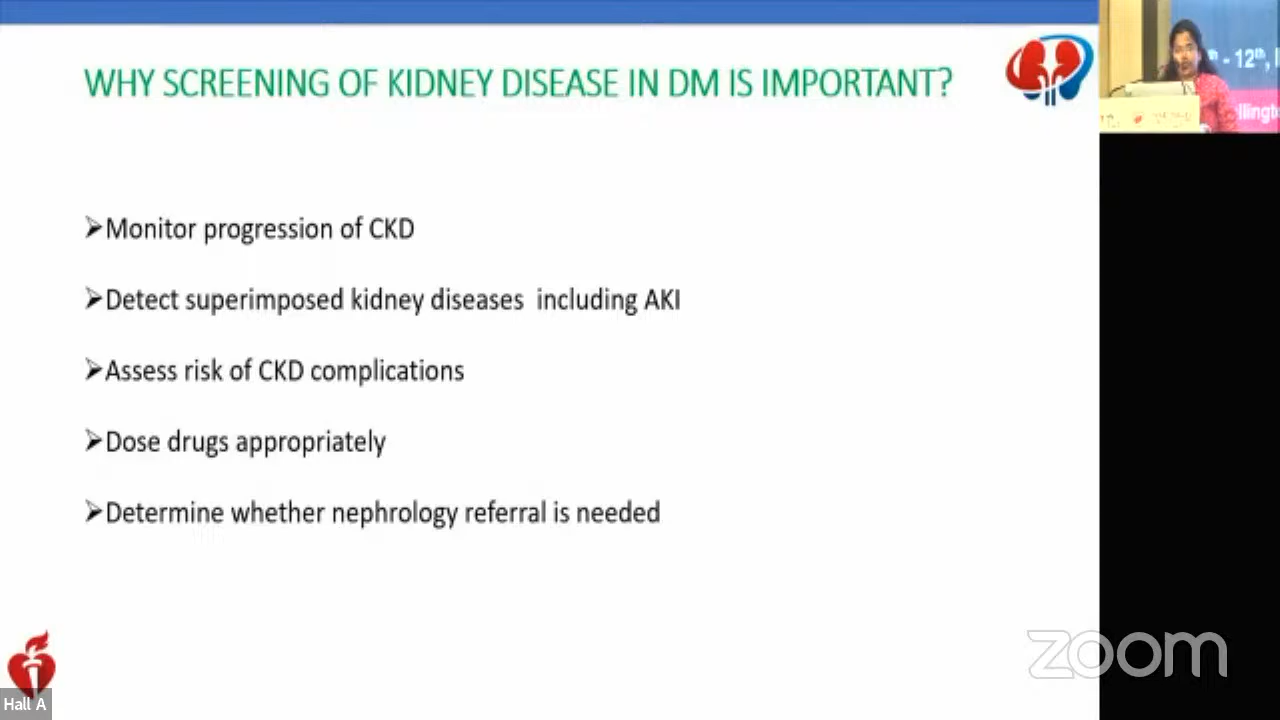 WHY SCREENING OF KIDNEY DISEASE IN DM IS IMPORTANT?
➢Monitor progression of CKD
➢Detect superimposed kidney diseases including AKI
➢Assess risk of CKD complications
➢Dose drugs appropriately
➢Determine whether nephrology referral is needed
- 12th,
Hall A
zoom